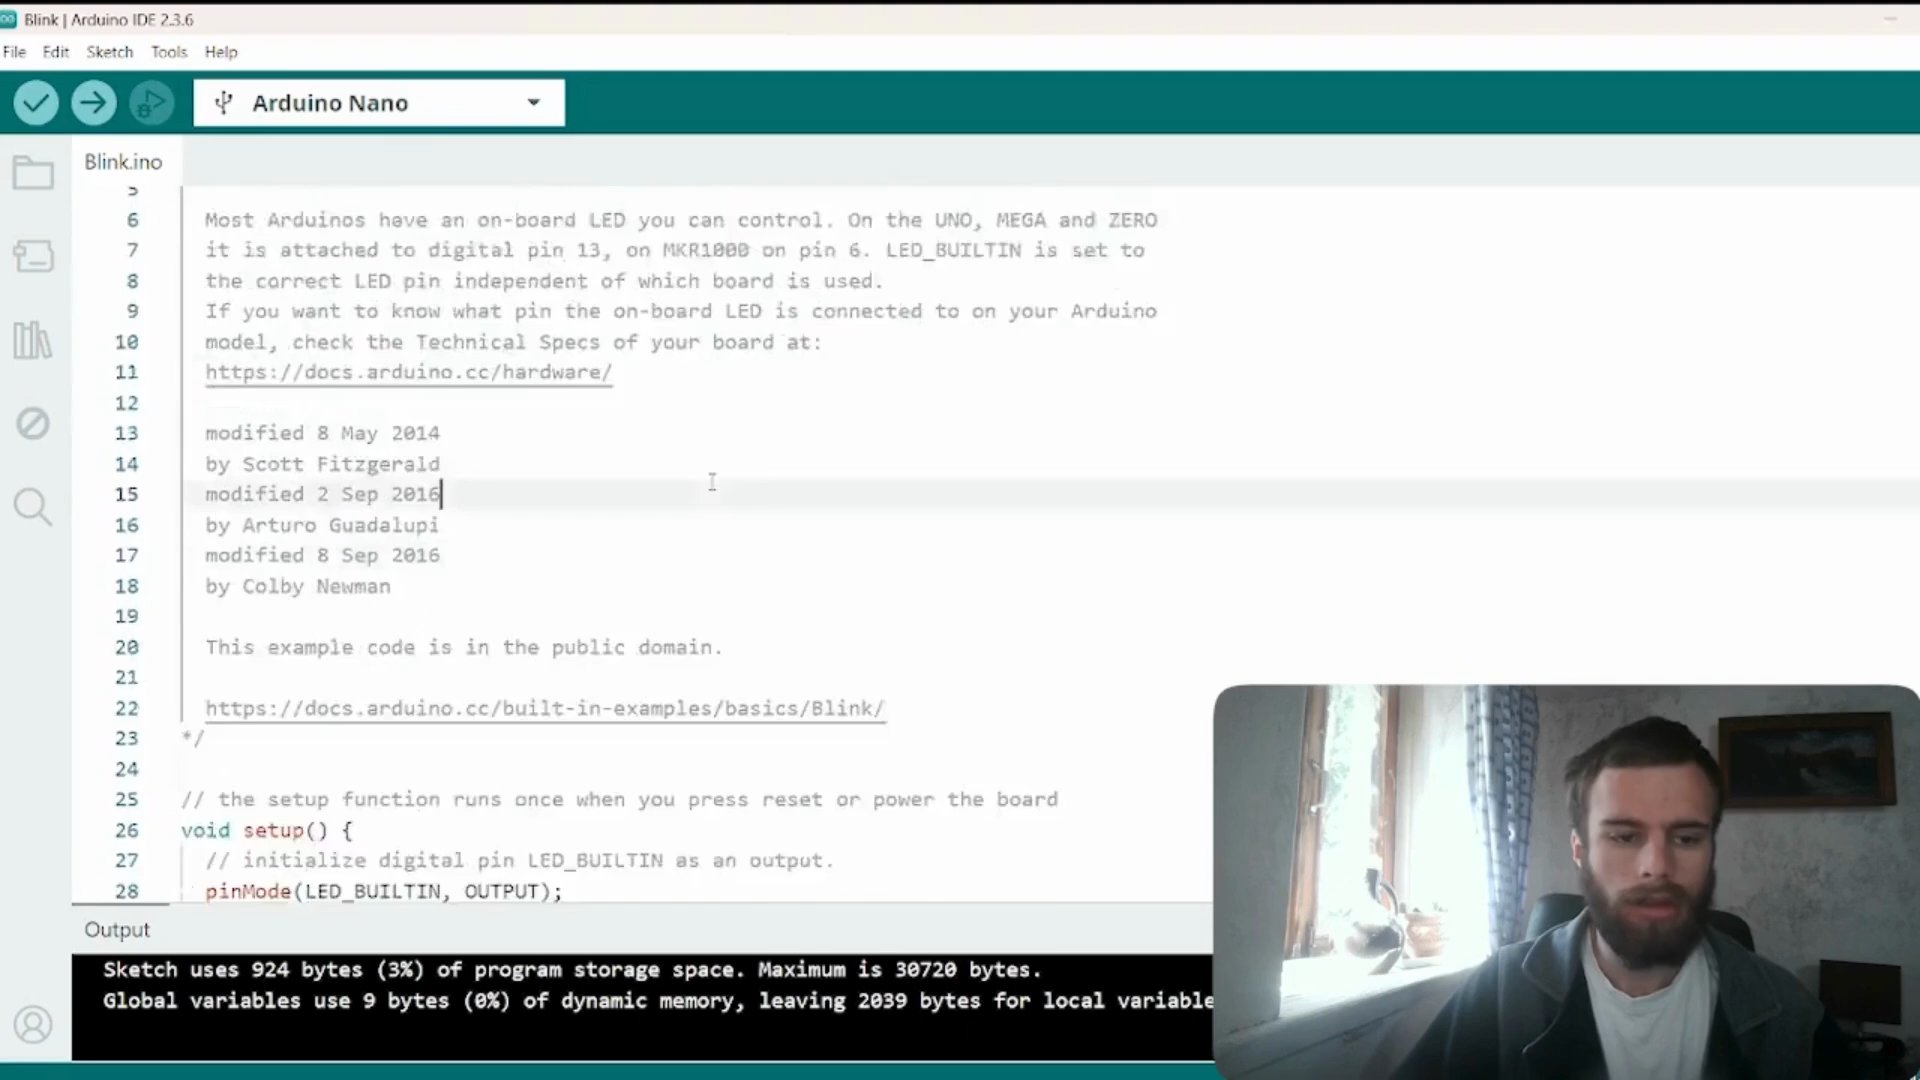 Blink | Arduino IDE 2.3.6
File Edit Sketch Tools Help
Arduino Nano
Blink.ino
5
6 Most Arduinos have an on-board LED you can control. On the UNO, MEGA and ZERO
7 it is attached to digital pin 13, on MKR1000 on pin 6. LED_BUILTIN is set to
8 the correct LED pin independent of which board is used.
9 If you want to know what pin the on-board LED is connected to on your Arduino
10 model, check the Technical Specs of your board at:
11 https://docs.arduino.cc/hardware/
12
13 modified 8 May 2014
14 by Scott Fitzgerald
15 modified 2 Sep 2016
16 by Arturo Guadalupi
17 modified 8 Sep 2016
18 by Colby Newman
19
20 This example code is in the public domain.
21
22 https://docs.arduino.cc/built-in-examples/basics/Blink/
23 */
24
25 // the setup function runs once when you press reset or power the board
26 void setup() {
27 // initialize digital pin LED_BUILTIN as an output.
28 pinMode(LED_BUILTIN, OUTPUT);
Output
Sketch uses 924 bytes (3%) of program storage space. Maximum is 30720 bytes.
Global variables use 9 bytes (0%) of dynamic memory, leaving 2039 bytes for local variable